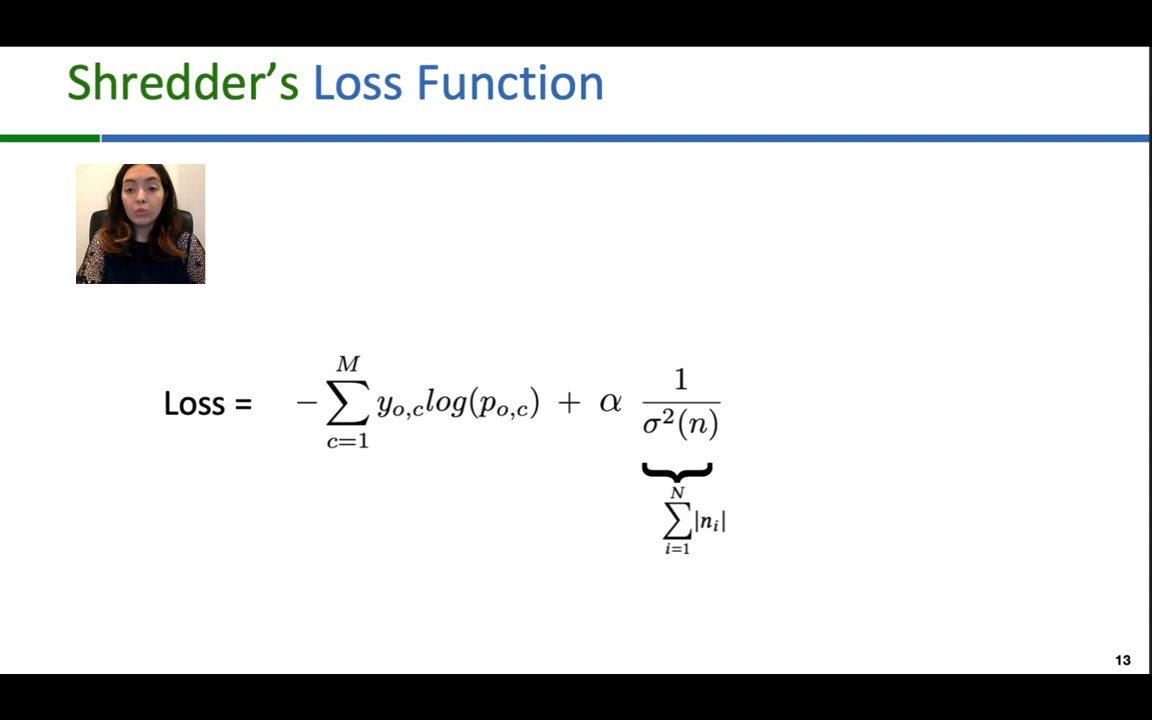 Shredder's Loss Function
Loss = − ∑_{c=1}^{M} y_{o,c}log(p_{o,c}) + α 1/σ²(n)
∑_{i=1}^{N} |n_i|
13